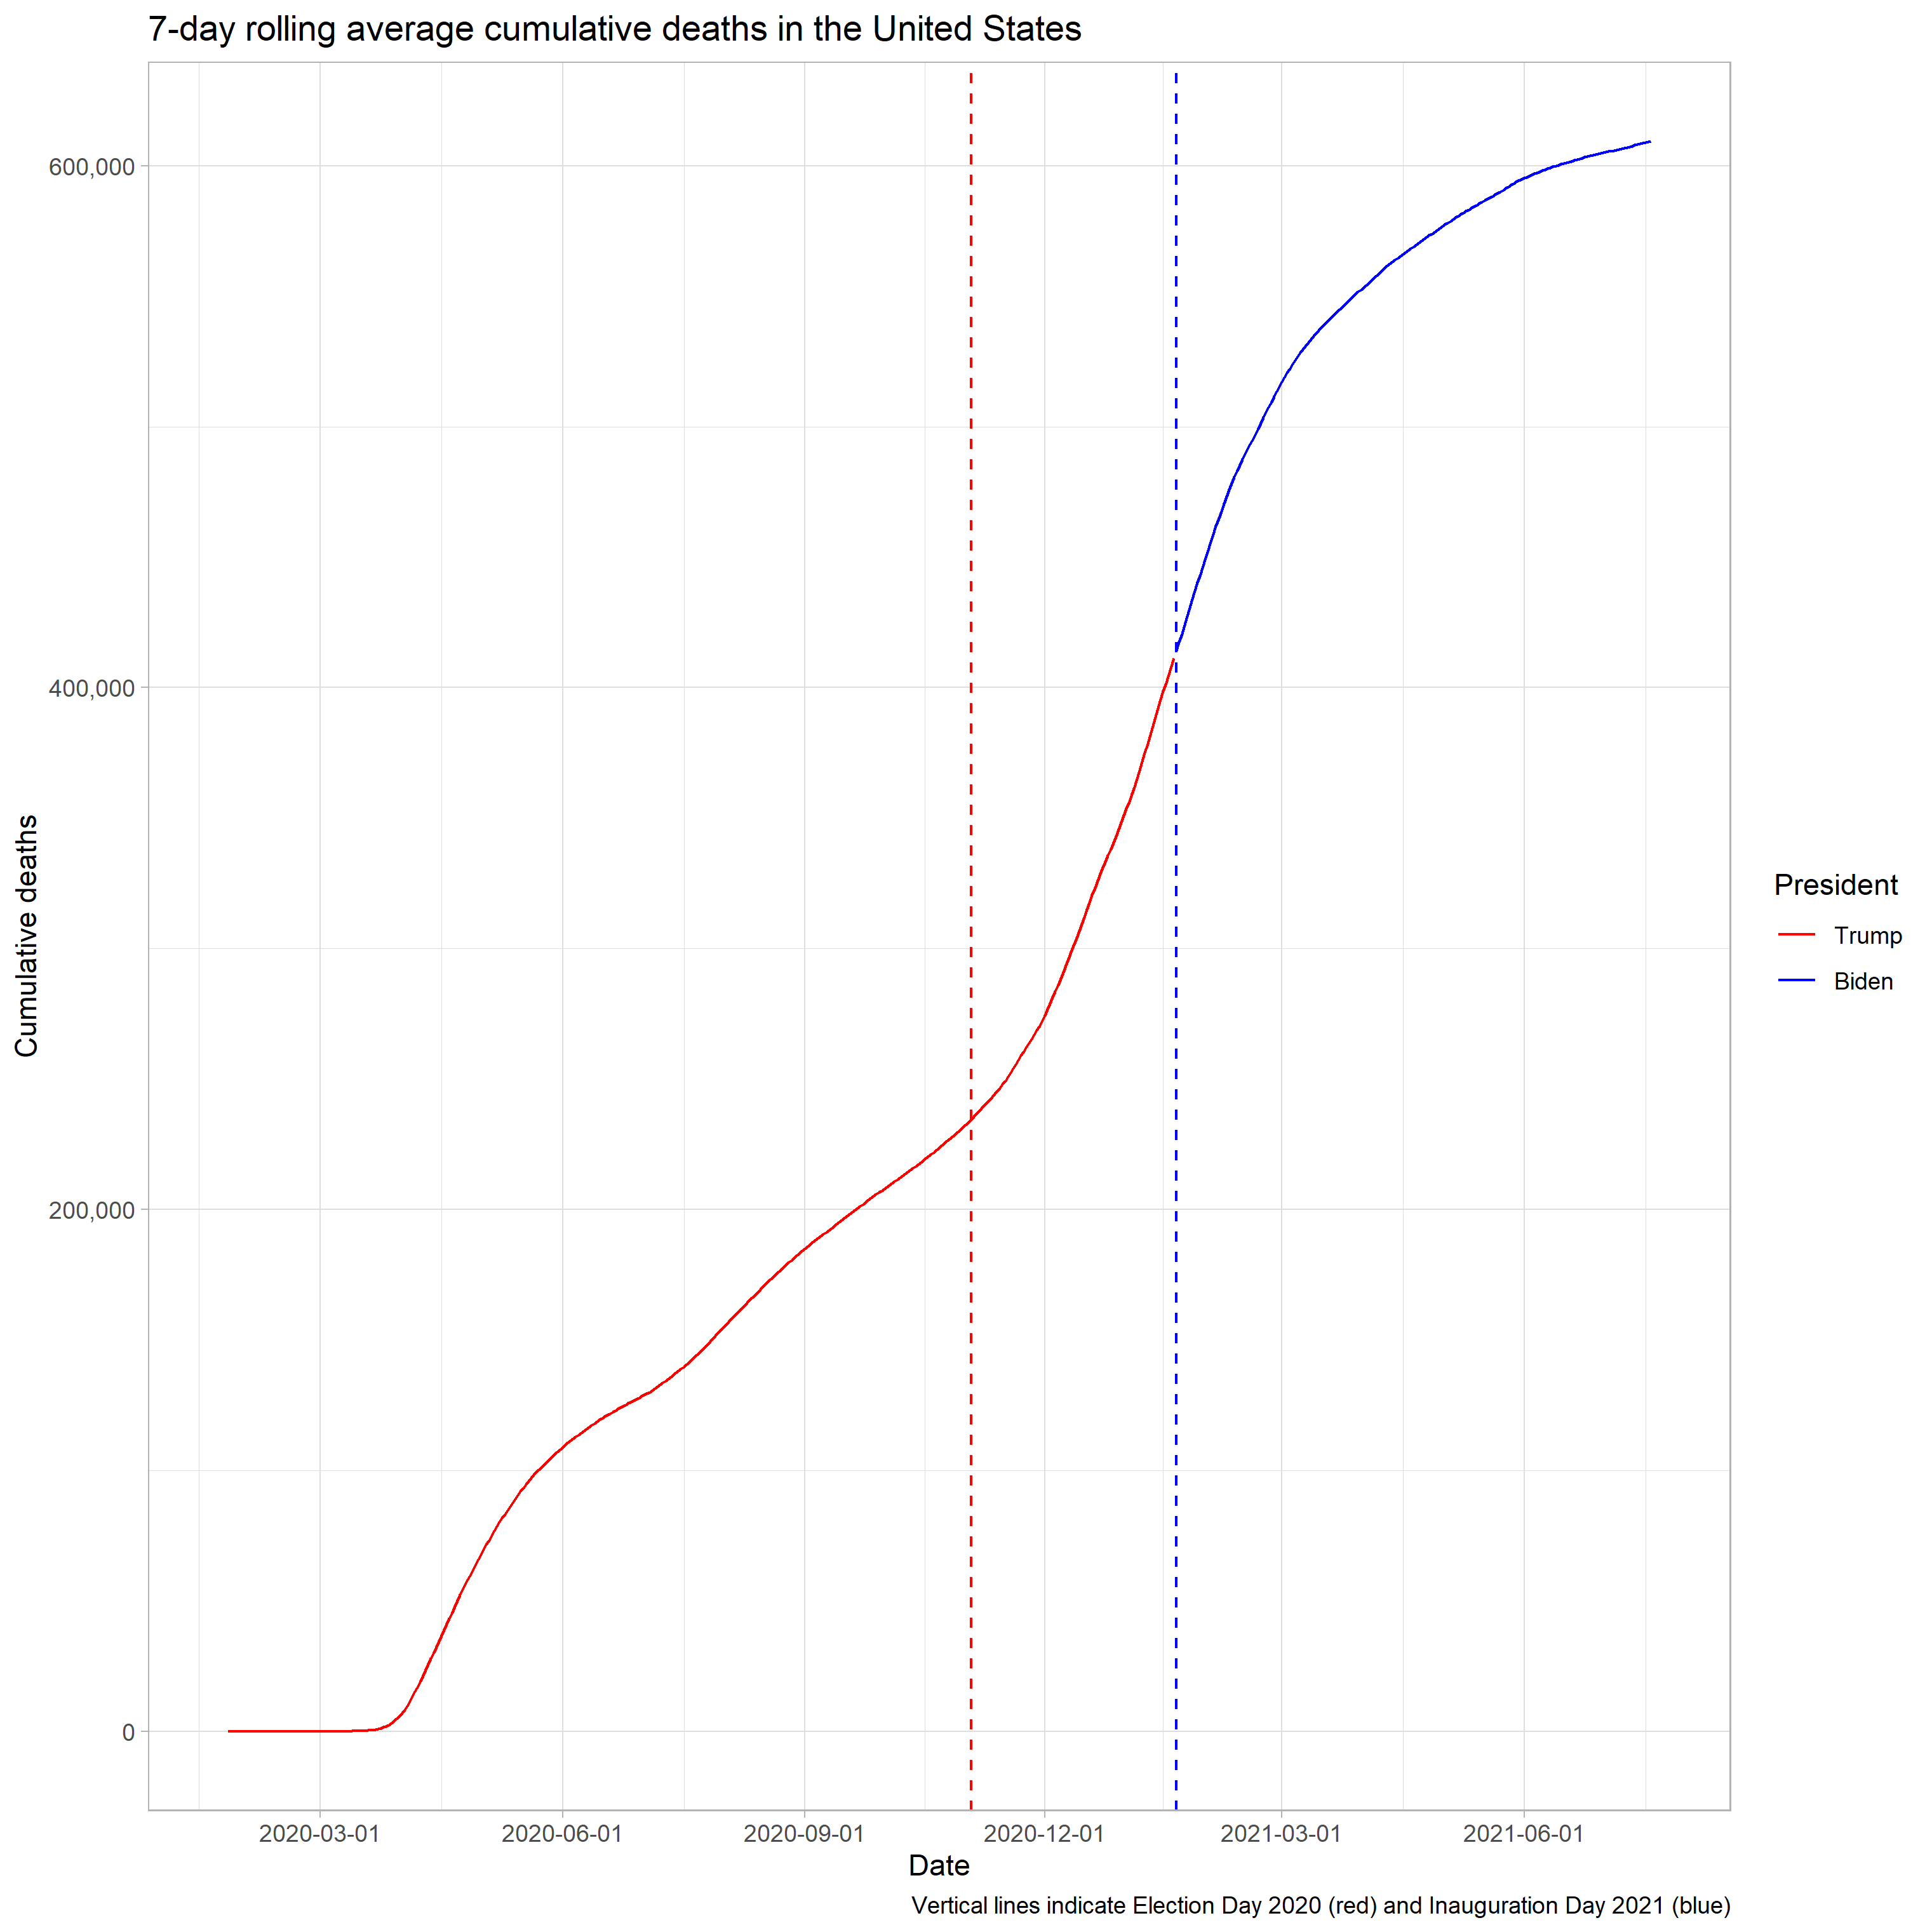 7-day rolling average cumulative deaths in the United States
600,000
400,000
200,000
0
Cumulative deaths
2020-03-01
2020-06-01
2020-09-01
2020-12-01
2021-03-01
2021-06-01
Date
President
Trump
Biden
Vertical lines indicate Election Day 2020 (red) and Inauguration Day 2021 (blue)